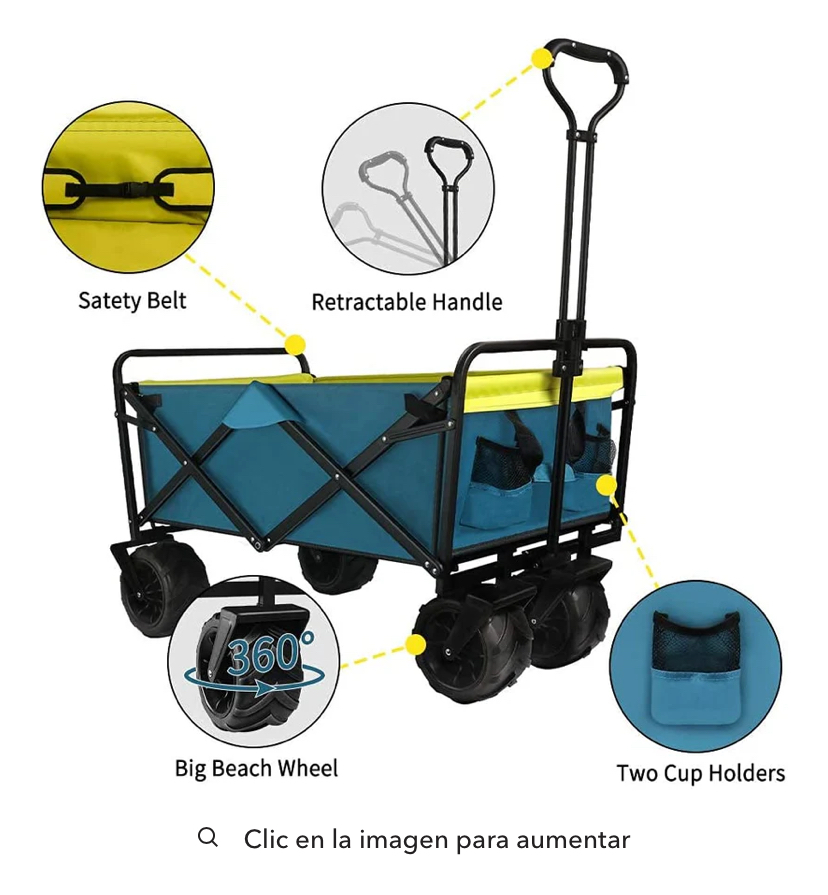 Satety Belt
Retractable Handle
360°
Big Beach Wheel
Two Cup Holders
Clic en la imagen para aumentar